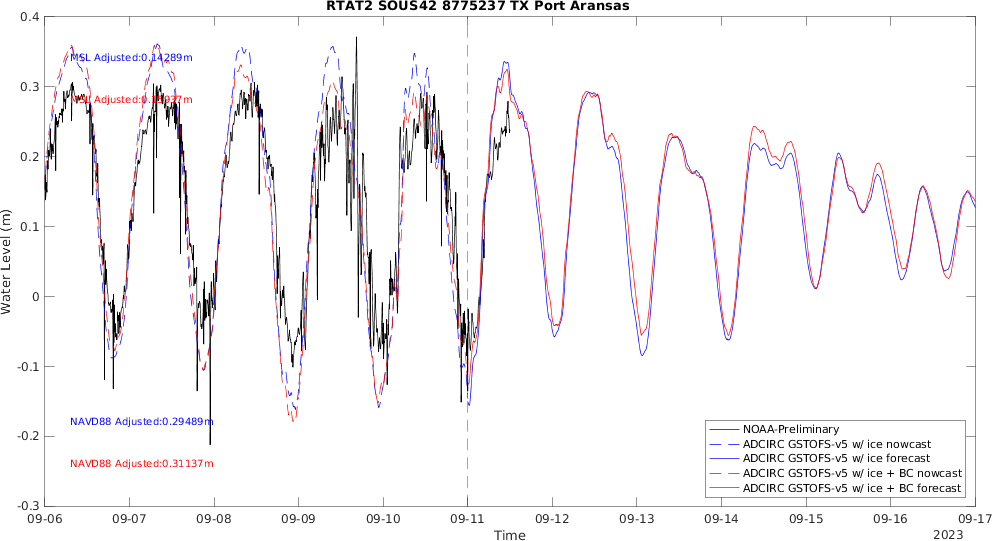 RTAT2 SOUS42 8775237 TX Port Aransas
0.4
0.3
0.2
0.1
0
-0.1
-0.2
-0.3
Water Level (m)
MSL Adjusted:0.14289m
MSL
NAVD88 Adjusted:0.29489m
NAVD88 Adjusted:0.31137m
NOAA-Preliminary
ADCIRC GSTOFS-v5 w/ ice nowcast
ADCIRC GSTOFS-v5 w/ ice forecast
ADCIRC GSTOFS-v5 w/ ice + BC nowcast
ADCIRC GSTOFS-v5 w/ ice + BC forecast
09-06 09-07 09-08 09-09 09-10 09-11 09-12 09-13 09-14 09-15 09-16 09-17
Time
2023